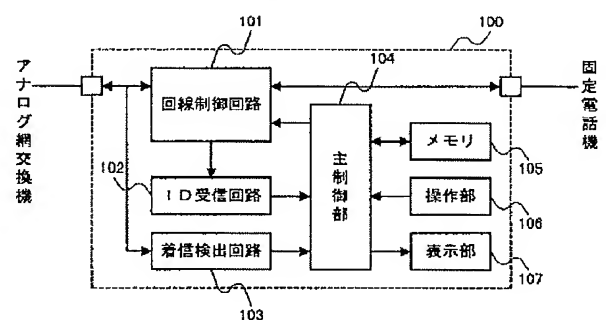 101
100
アナログ網交換機
104
固定電話機
回線制御回路
メモリ
主制御部
105
102
ID受信回路
操作部
106
着信検出回路
表示部
107
103